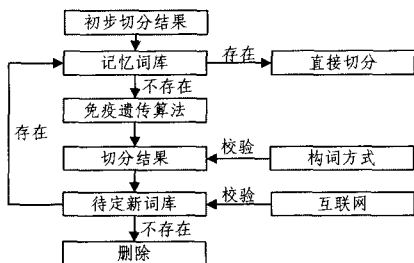 初步切分结果
记忆词库
存在
直接切分
不存在
免疫遗传算法
存在
切分结果
校验
构词方式
待定新词库
校验
互联网
不存在
删除